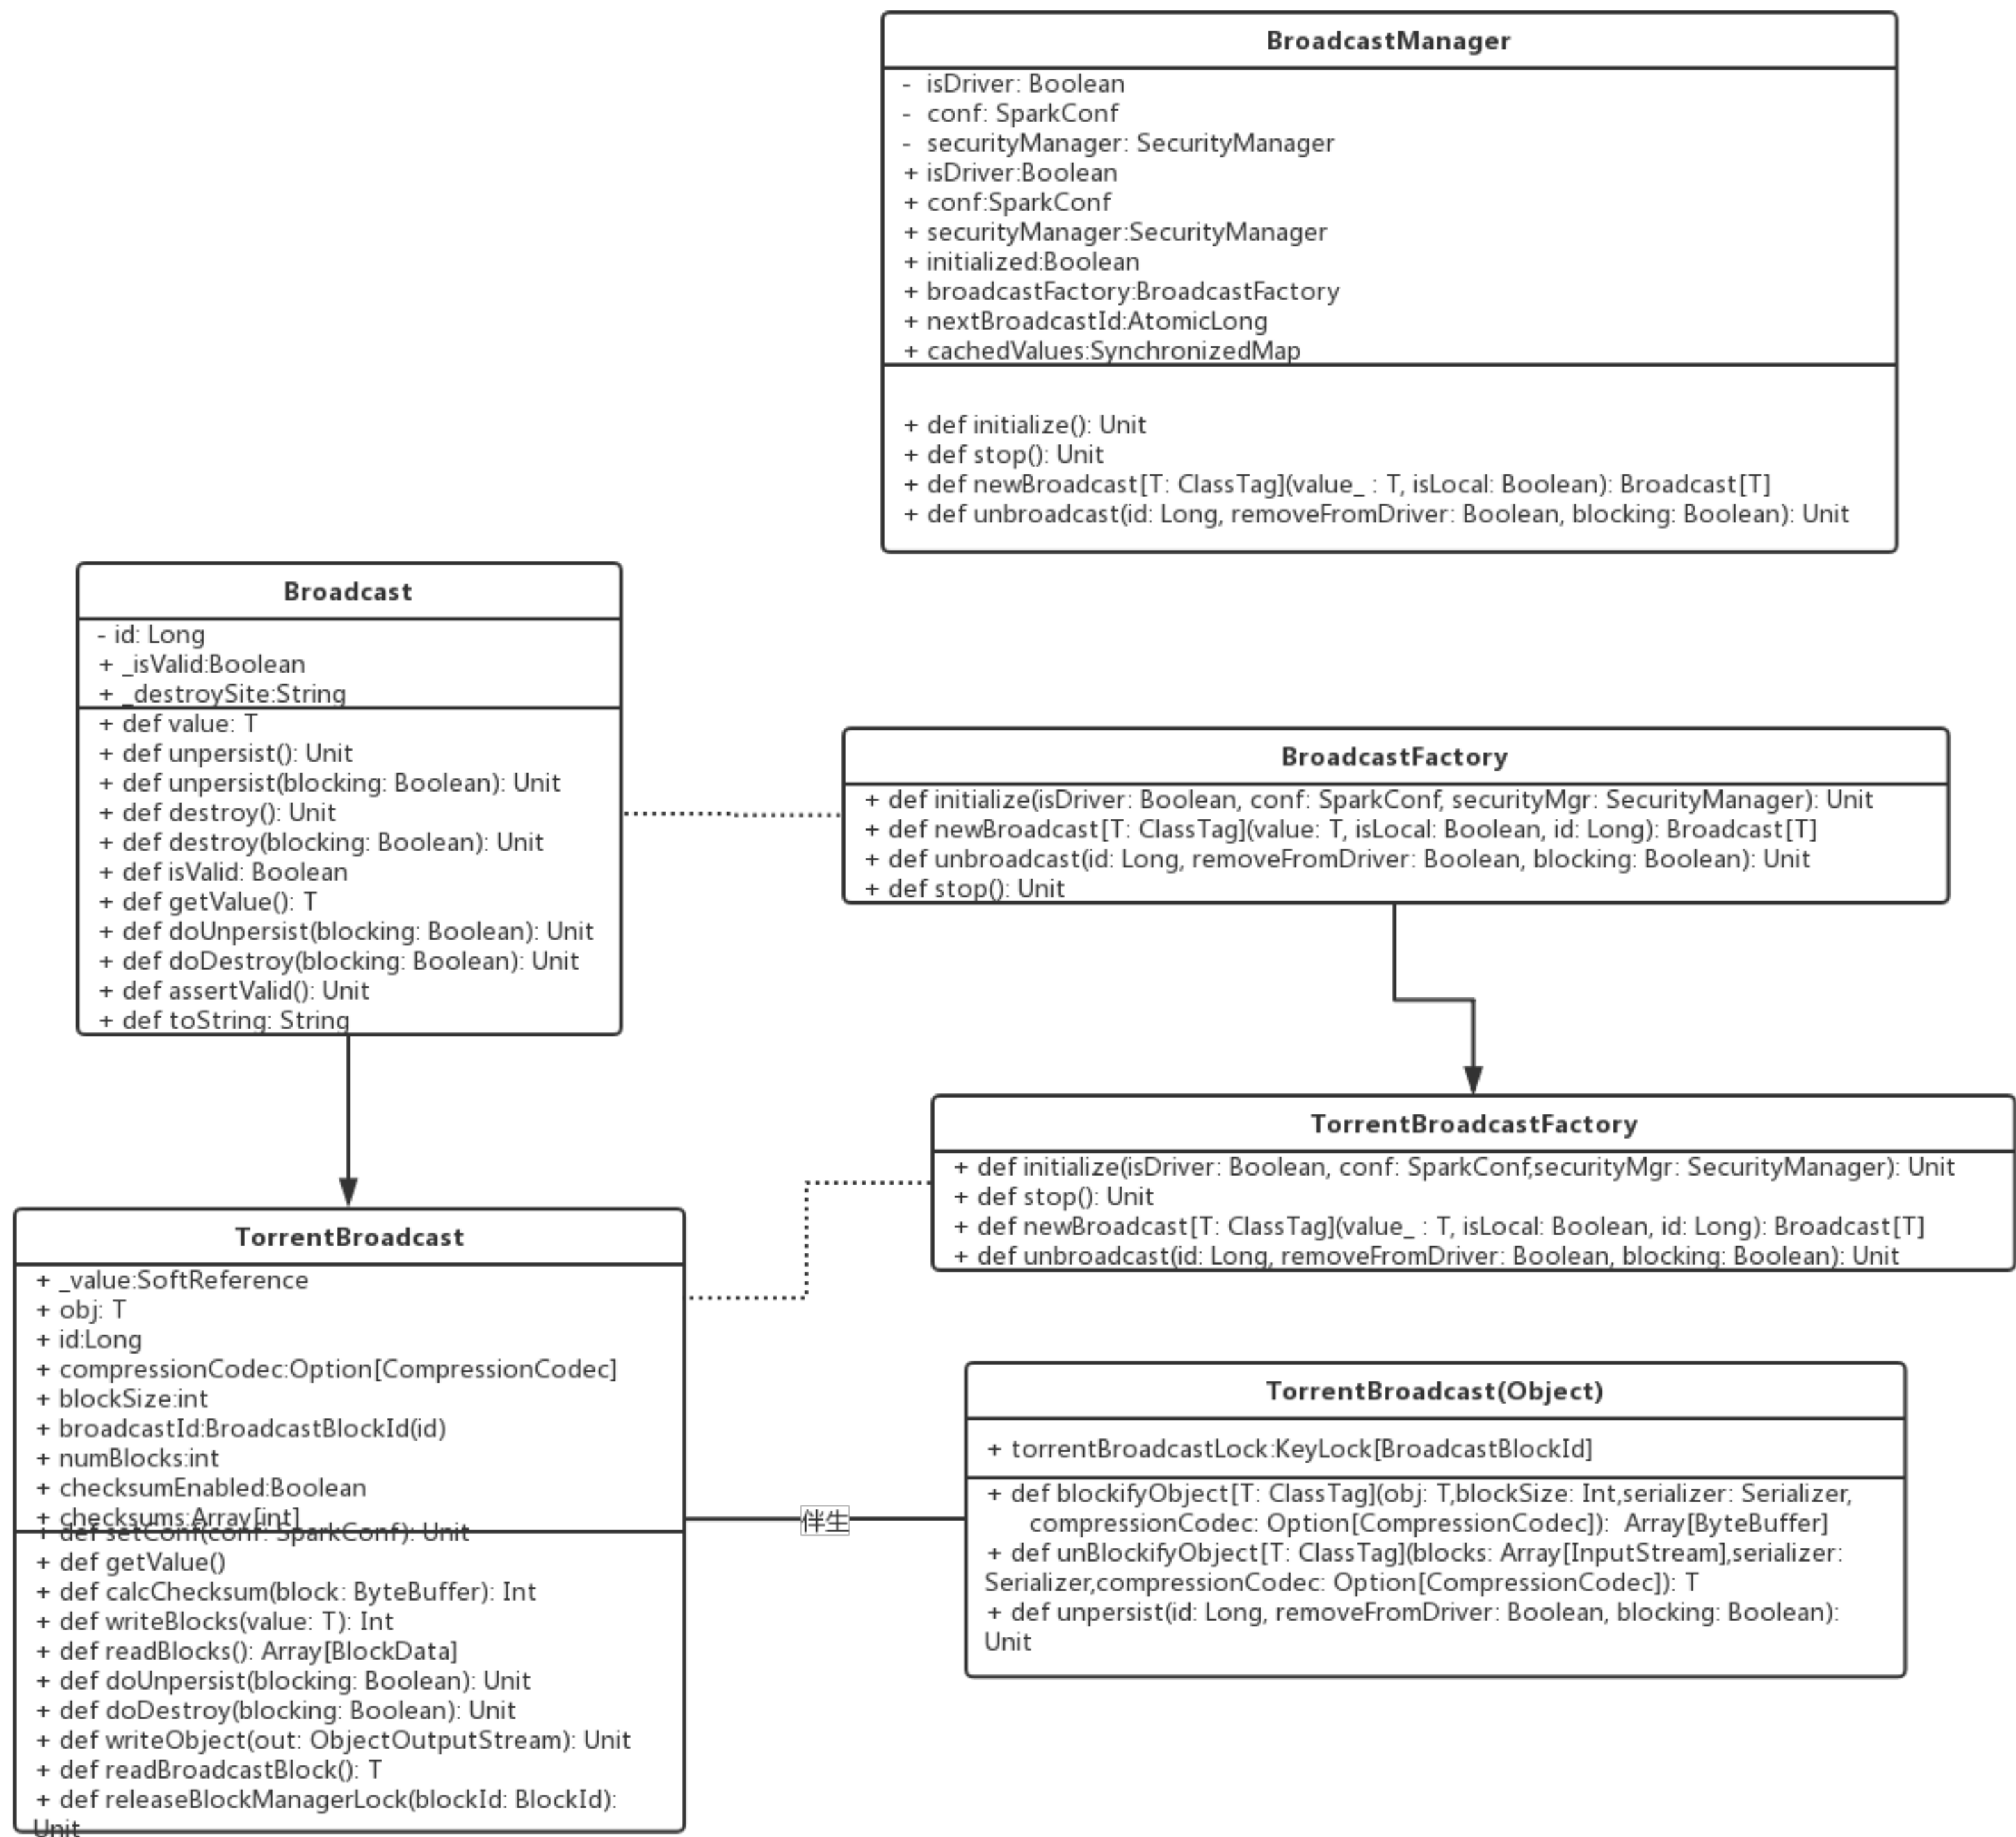 BroadcastManager
- isDriver: Boolean
- conf: SparkConf
- securityManager: SecurityManager
+ isDriver:Boolean
+ conf:SparkConf
+ securityManager:SecurityManager
+ initialized:Boolean
+ broadcastFactory:BroadcastFactory
+ nextBroadcastId:AtomicLong
+ cachedValues:SynchronizedMap
+ def initialize(): Unit
+ def stop(): Unit
+ def newBroadcast[T: ClassTag](value_ : T, isLocal: Boolean): Broadcast[T]
+ def unbroadcast(id: Long, removeFromDriver: Boolean, blocking: Boolean): Unit
Broadcast
- id: Long
+ _isValid:Boolean
+ _destroySite:String
+ def value: T
+ def unpersist(): Unit
+ def unpersist(blocking: Boolean): Unit
+ def destroy(): Unit
+ def destroy(blocking: Boolean): Unit
+ def isValid: Boolean
+ def getValue(): T
+ def doUnpersist(blocking: Boolean): Unit
+ def doDestroy(blocking: Boolean): Unit
+ def assertValid(): Unit
+ def toString: String
BroadcastFactory
+ def initialize(isDriver: Boolean, conf: SparkConf, securityMgr: SecurityManager): Unit
+ def newBroadcast[T: ClassTag](value: T, isLocal: Boolean, id: Long): Broadcast[T]
+ def unbroadcast(id: Long, removeFromDriver: Boolean, blocking: Boolean): Unit
+ def stop(): Unit
TorrentBroadcastFactory
+ def initialize(isDriver: Boolean, conf: SparkConf,securityMgr: SecurityManager): Unit
+ def stop(): Unit
+ def newBroadcast[T: ClassTag](value_ : T, isLocal: Boolean, id: Long): Broadcast[T]
+ def unbroadcast(id: Long, removeFromDriver: Boolean, blocking: Boolean): Unit
TorrentBroadcast
+ _value:SoftReference
+ obj: T
+ id:Long
+ compressionCodec:Option[CompressionCodec]
+ blockSize:int
+ broadcastId:BroadcastBlockId(id)
+ numBlocks:int
+ checksumEnabled:Boolean
+ checksums:Array[int]
+ def setConf(conf: SparkConf): Unit
+ def getValue()
+ def calcChecksum(block: ByteBuffer): Int
+ def writeBlocks(value: T): Int
+ def readBlocks(): Array[BlockData]
+ def doUnpersist(blocking: Boolean): Unit
+ def doDestroy(blocking: Boolean): Unit
+ def writeObject(out: ObjectOutputStream): Unit
+ def readBroadcastBlock(): T
+ def releaseBlockManagerLock(blockId: BlockId):
Unit
伴生
TorrentBroadcast(Object)
+ torrentBroadcastLock:KeyLock[BroadcastBlockId]
+ def blockifyObject[T: ClassTag](obj: T,blockSize: Int,serializer: Serializer,
compressionCodec: Option[CompressionCodec]): Array[ByteBuffer]
+ def unBlockifyObject[T: ClassTag](blocks: Array[InputStream],serializer:
Serializer,compressionCodec: Option[CompressionCodec]): T
+ def unpersist(id: Long, removeFromDriver: Boolean, blocking: Boolean):
Unit